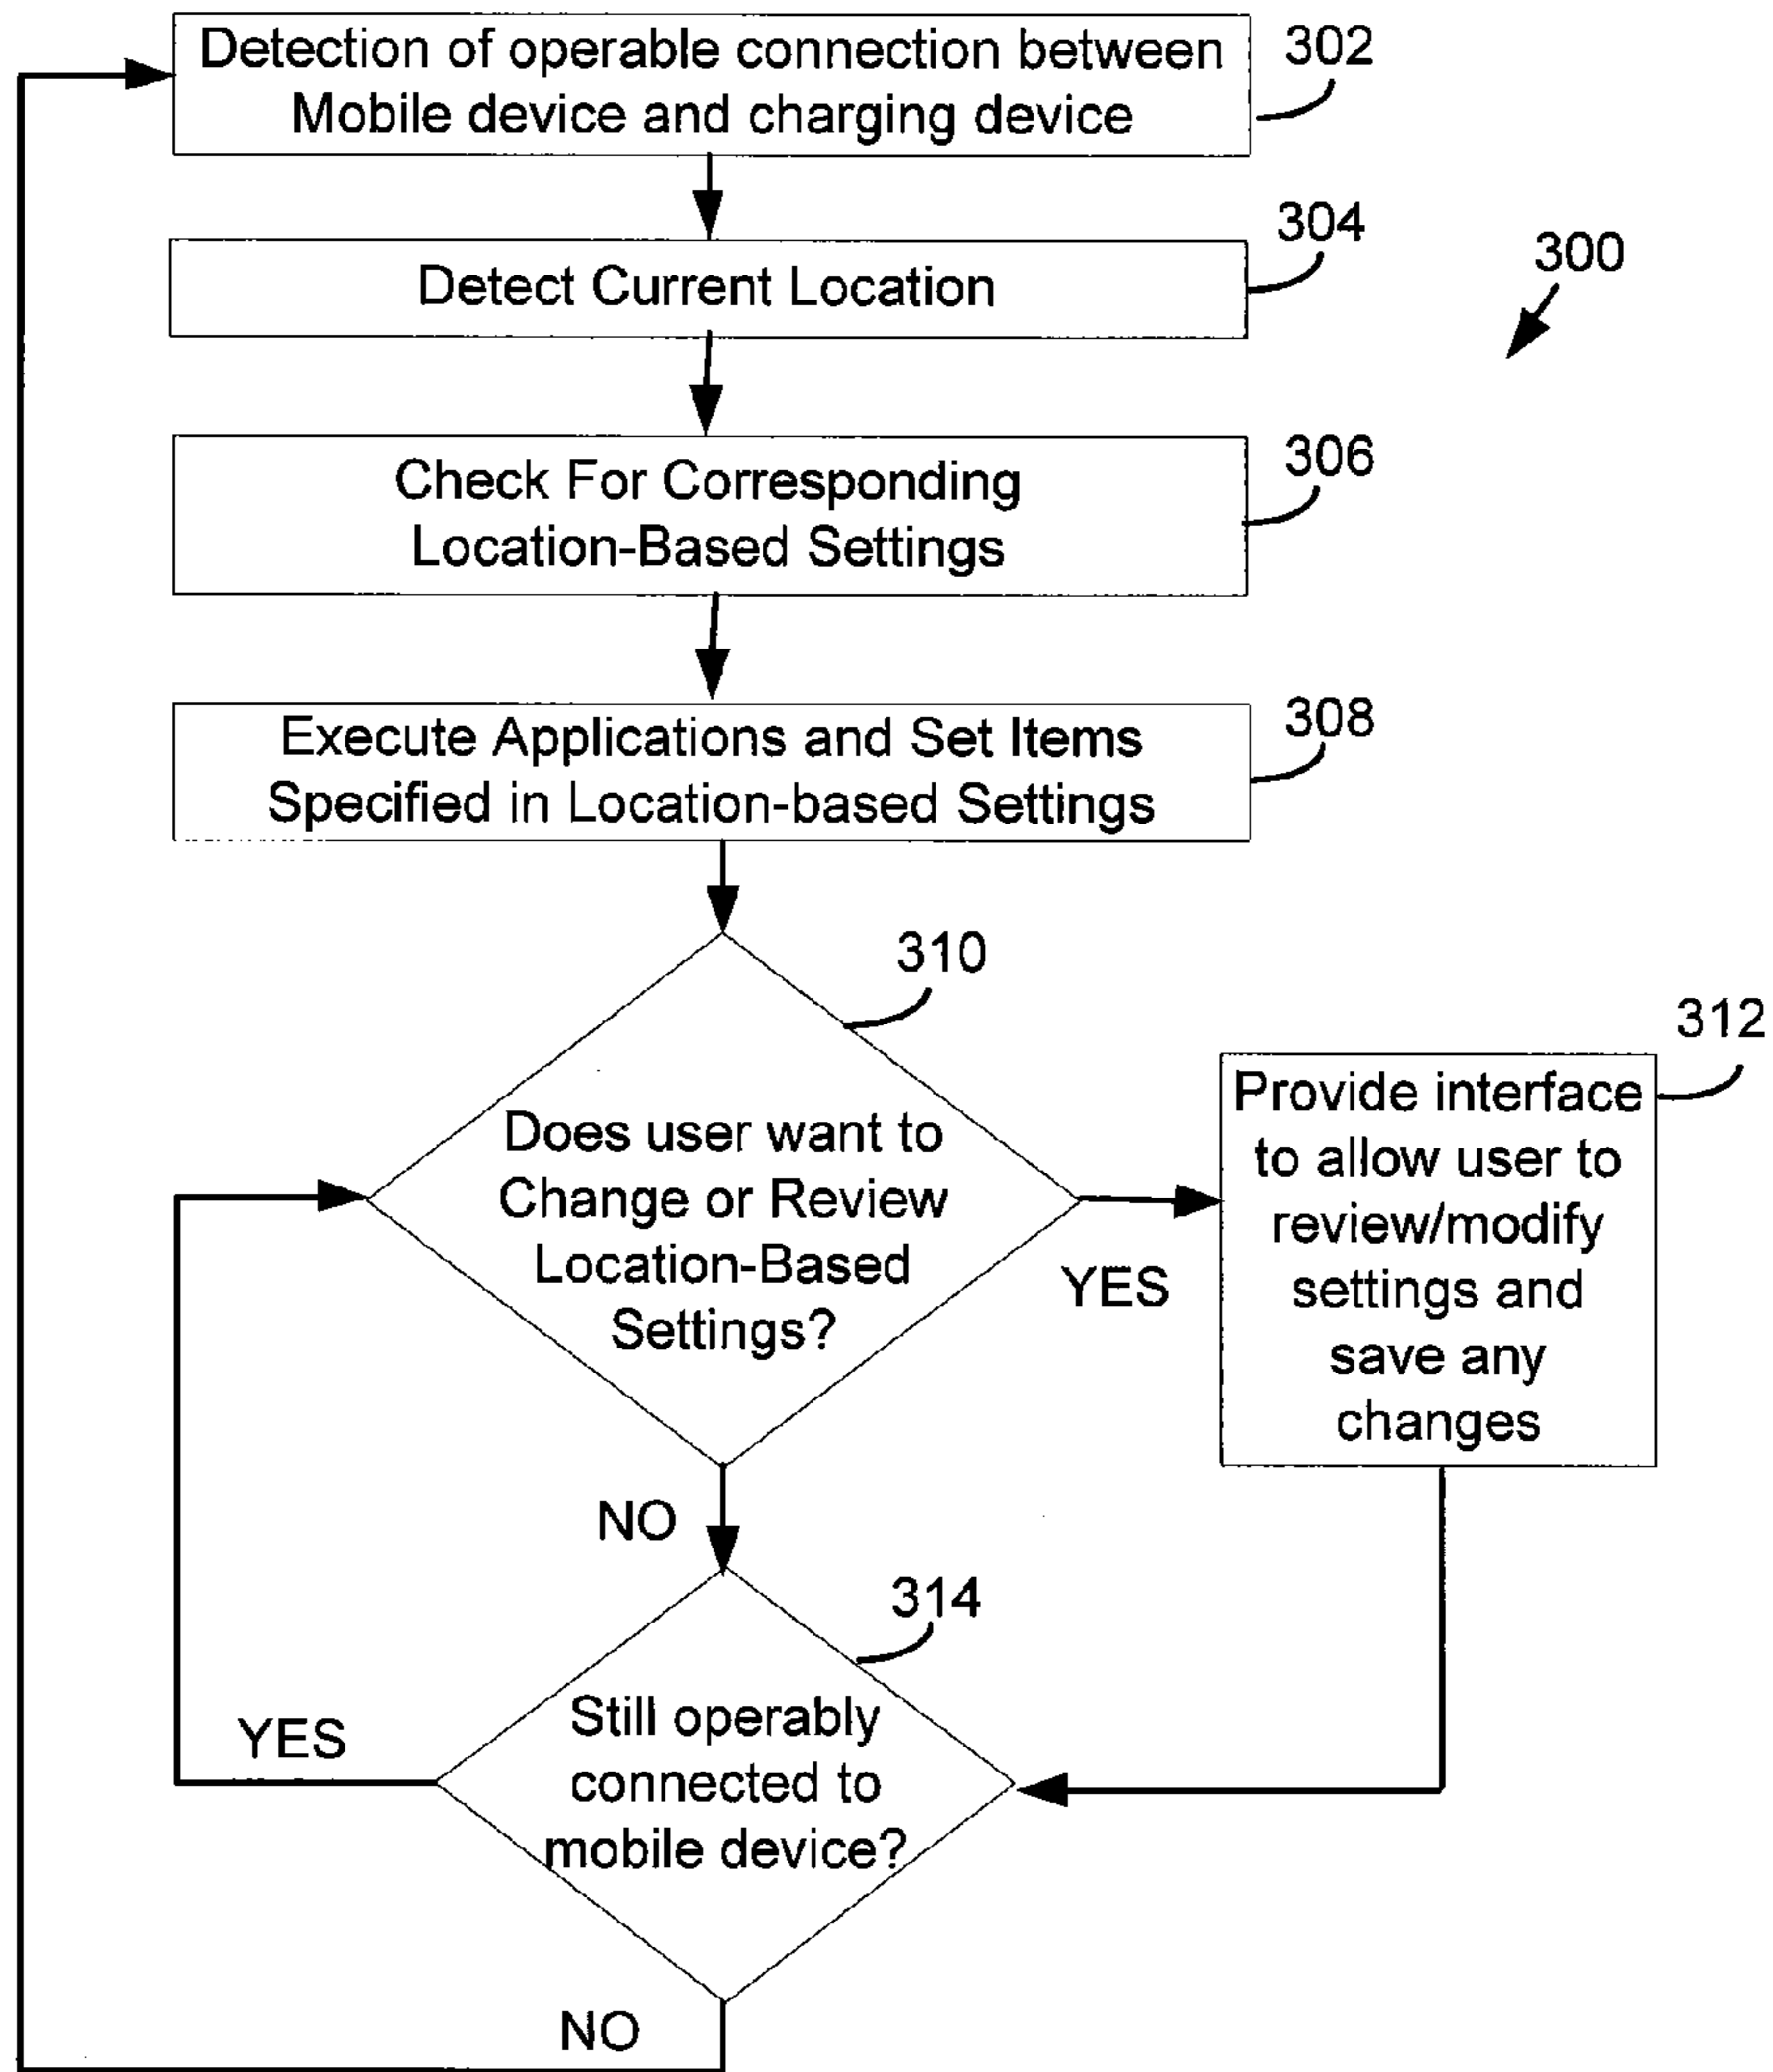 Detection of operable connection between
Mobile device and charging device
302
Detect Current Location
304
300
Check For Corresponding
Location-Based Settings
306
Execute Applications and Set Items
Specified in Location-based Settings
308
310
Does user want to
Change or Review
Location-Based
Settings?
YES
312
Provide interface
to allow user to
review/modify
settings and
save any
changes
NO
314
Still operably
connected to
mobile device?
YES
NO